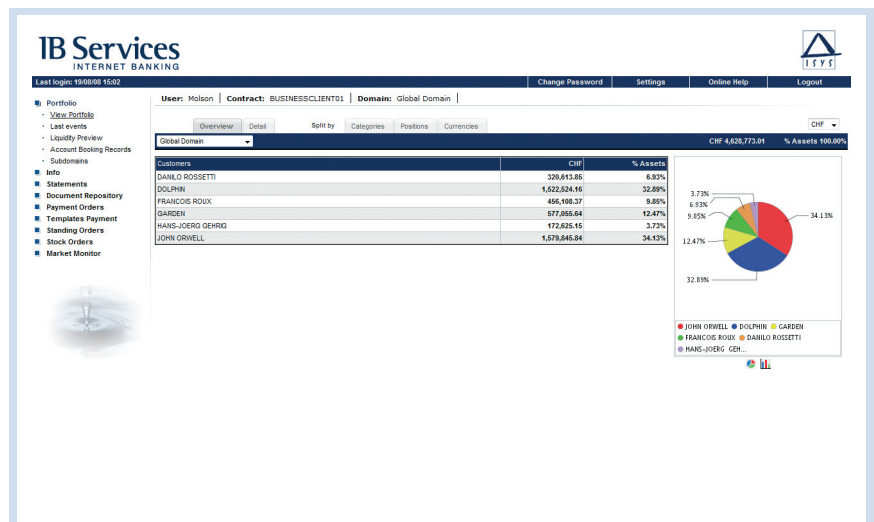 IB Services
INTERNET BANKING
ISYS
Last login: 19/08/08 15:02
Change Password
Settings
Online Help
Logout
Portfolio
View Portfolio
Last events
Liquidity Preview
Account Booking Records
Subdomains
Info
Statements
Document Repository
Payment Orders
Templates Payment
Standing Orders
Stock Orders
Market Monitor
User: Molson | Contract: BUSINESSCLIENT01 | Domain: Global Domain |
Overview Detail Split by Categories Positions Currencies CHF
Global Domain CHF 4,628,773.01 % Assets 100.00%
Customers CHF % Assets
DANILO ROSSETTI 320,613.85 6.93%
DOLPHIN 1,522,524.16 32.89%
FRANCOIS ROUX 456,108.37 9.85%
GARDEN 577,055.64 12.47%
HANS-JOERG GEHRIG 172,625.15 3.73%
JOHN ORWELL 1,579,845.84 34.13%
3.73%
6.93%
9.85%
34.13%
12.47%
32.89%
JOHN ORWELL DOLPHIN GARDEN
FRANCOIS ROUX DANILO ROSSETTI
HANS-JOERG GEH...